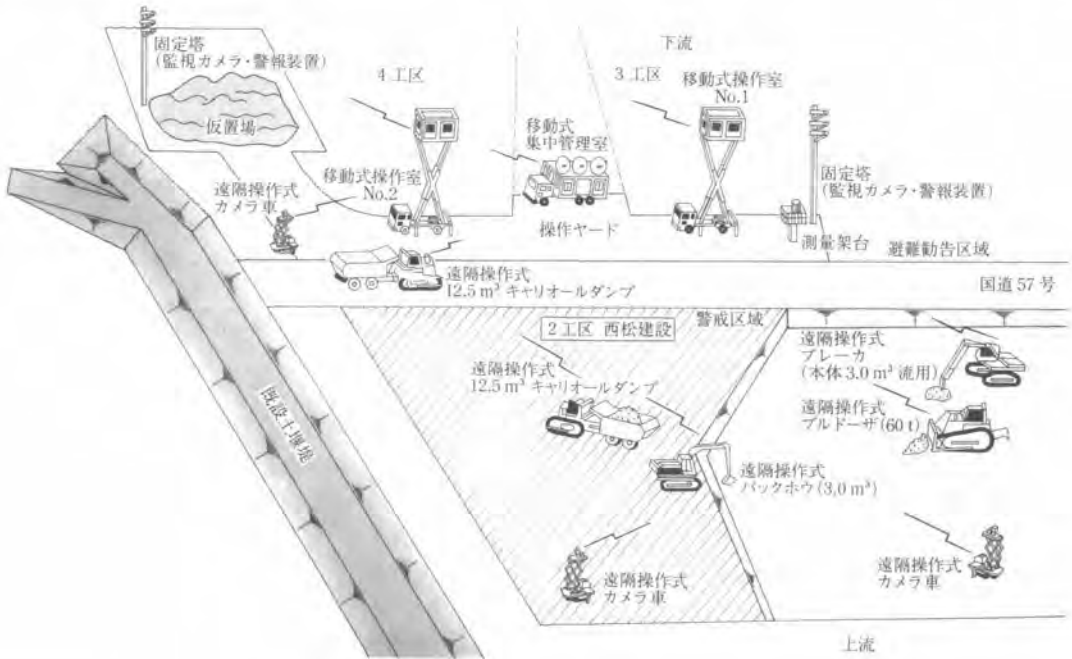 固定塔
(監視カメラ・警報装置)
仮置場
4工区
下流
3工区
移動式操作室
No.1
移動式
集中管理室
移動式操作室
No.2
遠隔操作式
カメラ車
操作ヤード
固定塔
(監視カメラ・警報装置)
測量架台
避難勧告区域
遠隔操作式
12.5m³キャリオールダンプ
国道57号
警戒区域
2工区 西松建設
遠隔操作式
12.5m³キャリオールダンプ
遠隔操作式
ブレーカ
(本体3.0m³流用)
遠隔操作式
ブルドーザ(60t)
遠隔操作式
バックホウ(3.0m³)
既設土堰堤
遠隔操作式
カメラ車
遠隔操作式
カメラ車
上流